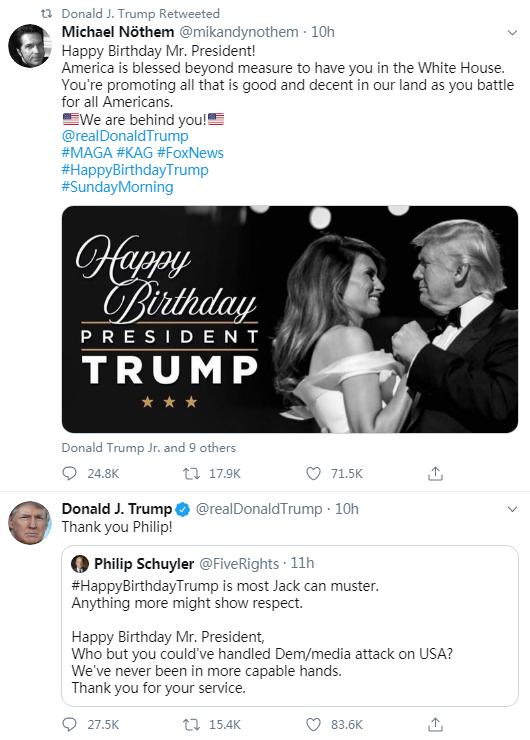 Donald J. Trump Retweeted
Michael Nöthem @mikandynothem · 10h
Happy Birthday Mr. President!
America is blessed beyond measure to have you in the White House.
You're promoting all that is good and decent in our land as you battle
for all Americans.
🇺🇸We are behind you!🇺🇸
@realDonaldTrump
#MAGA #KAG #FoxNews
#HappyBirthdayTrump
#SundayMorning
Happy
Birthday
PRESIDENT
TRUMP
Donald Trump Jr. and 9 others
24.8K 17.9K 71.5K
Donald J. Trump @realDonaldTrump · 10h
Thank you Philip!
Philip Schuyler @FiveRights · 11h
#HappyBirthdayTrump is most Jack can muster.
Anything more might show respect.
Happy Birthday Mr. President,
Who but you could've handled Dem/media attack on USA?
We've never been in more capable hands.
Thank you for your service.
27.5K 15.4K 83.6K